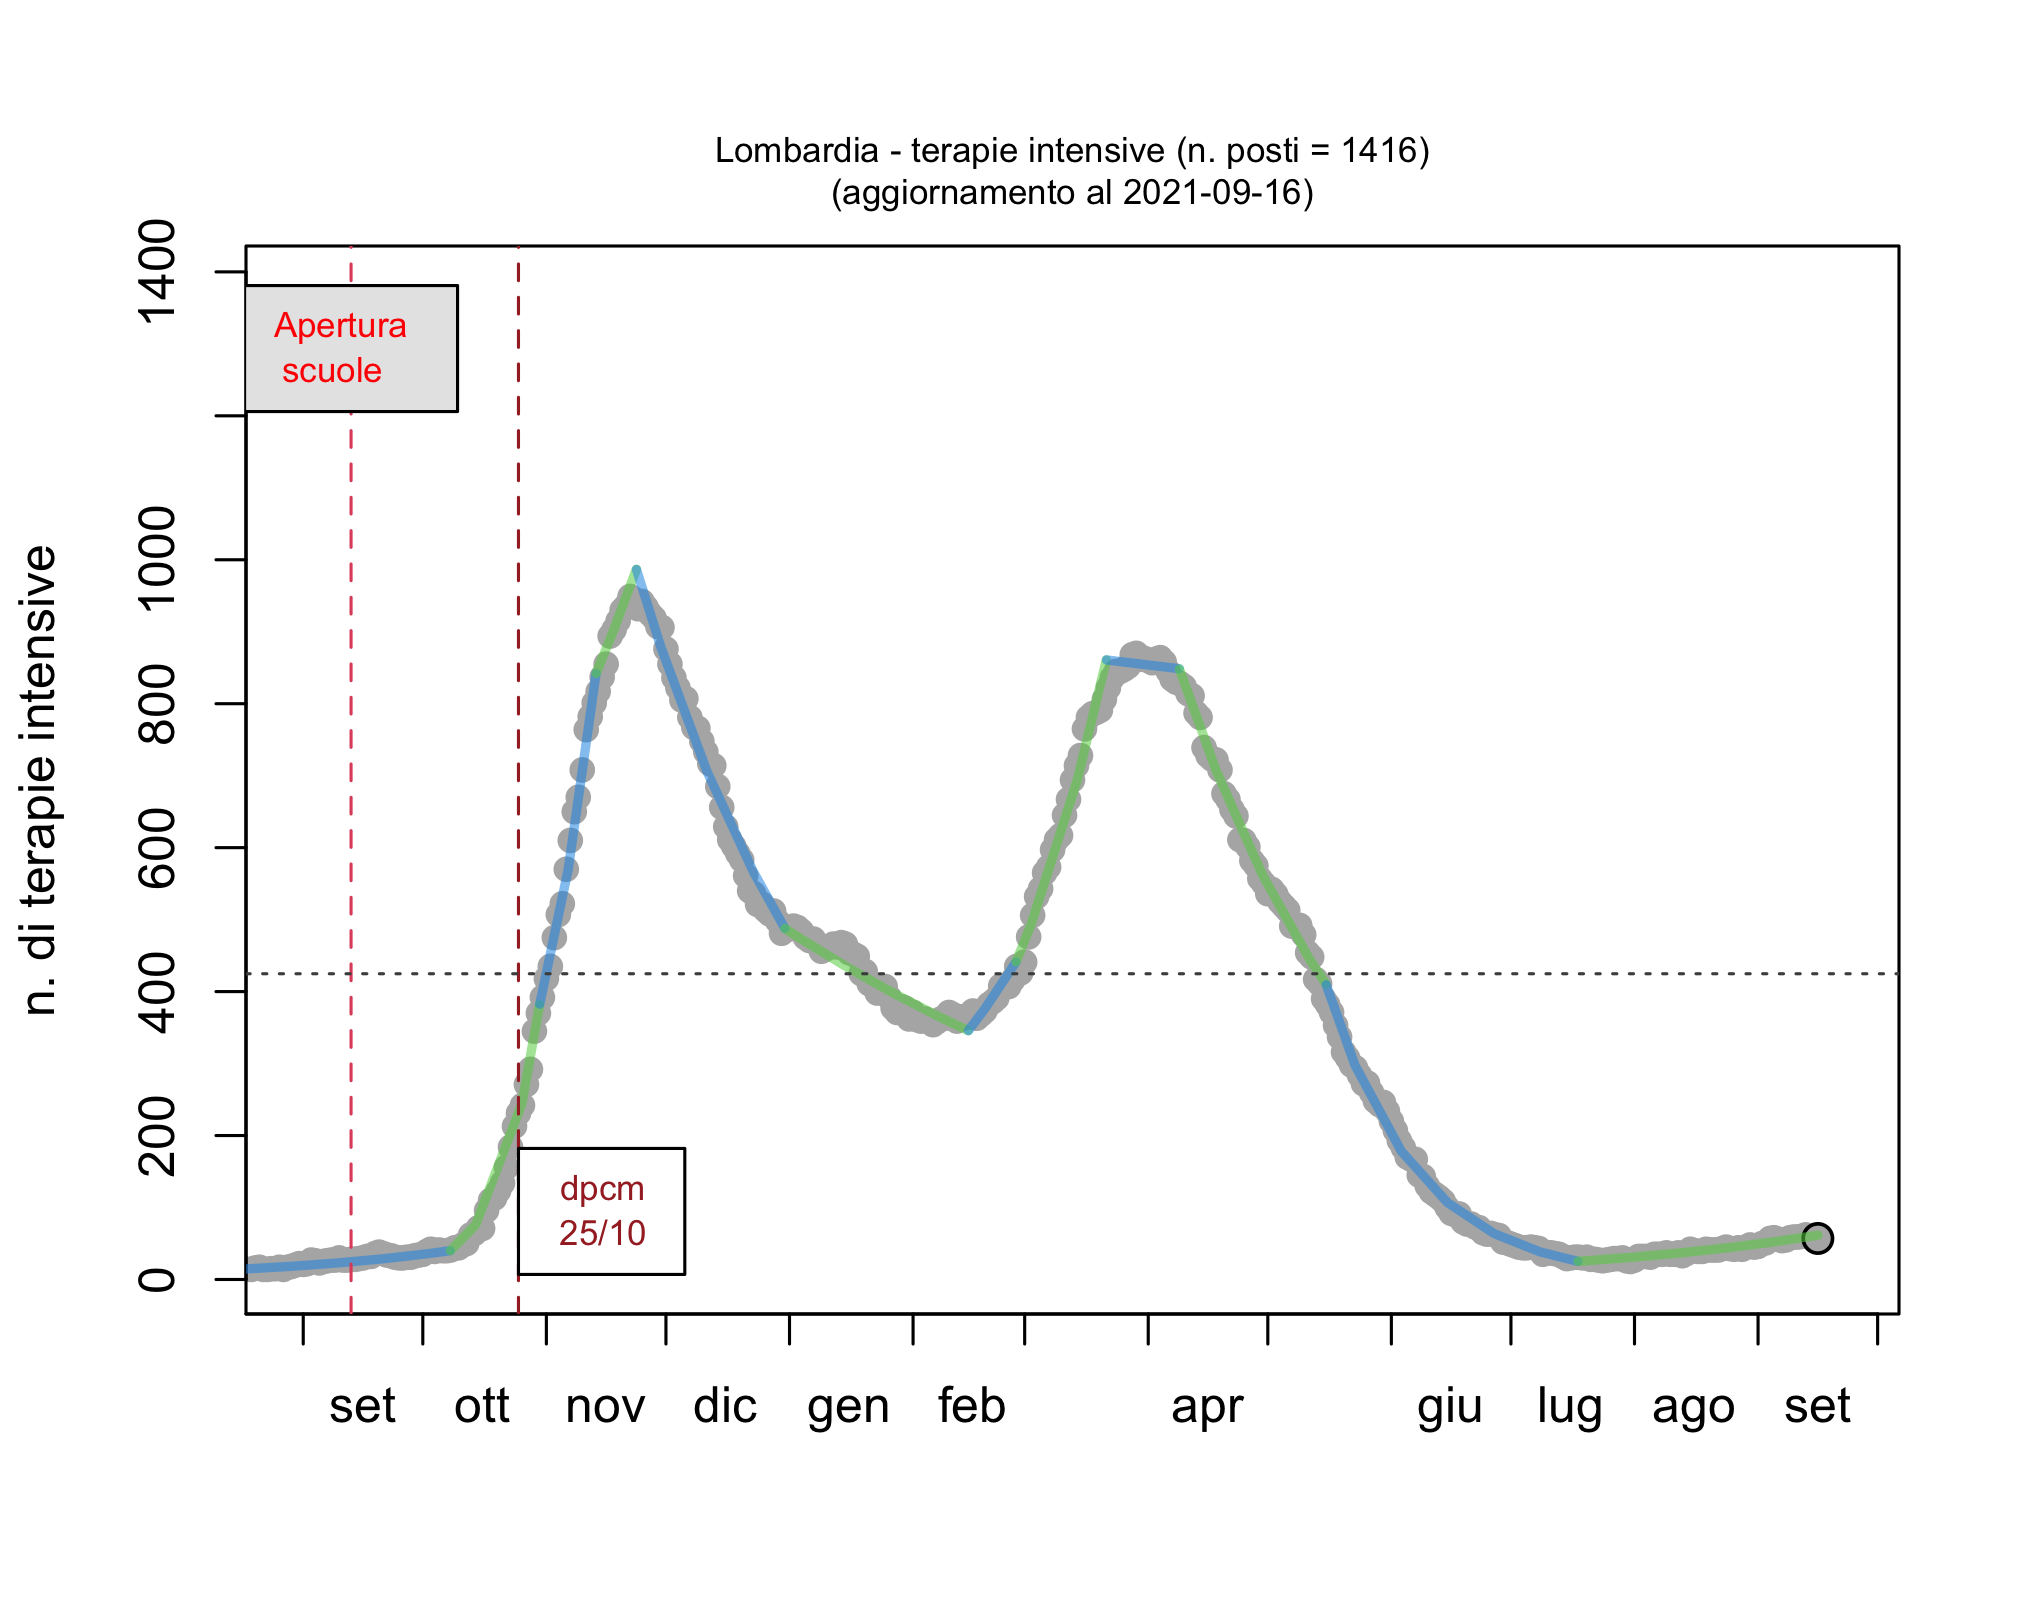 Lombardia - terapie intensive (n. posti = 1416)
(aggiornamento al 2021-09-16)
n. di terapie intensive
1400
1000
800
600
400
200
0
Apertura
scuole
dpcm
25/10
set ott nov dic gen feb apr giu lug ago set